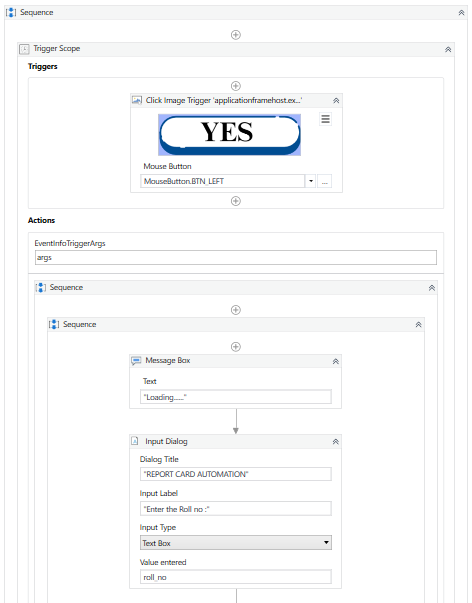 Sequence
Trigger Scope
Triggers
Click Image Trigger 'applicationframehost.ex...'
YES
Mouse Button
MouseButton.BTN_LEFT
...
Actions
EventInfoTriggerArgs
args
Sequence
Sequence
Message Box
Text
"Loading....."
Input Dialog
Dialog Title
"REPORT CARD AUTOMATION"
Input Label
"Enter the Roll no :"
Input Type
Text Box
Value entered
roll_no